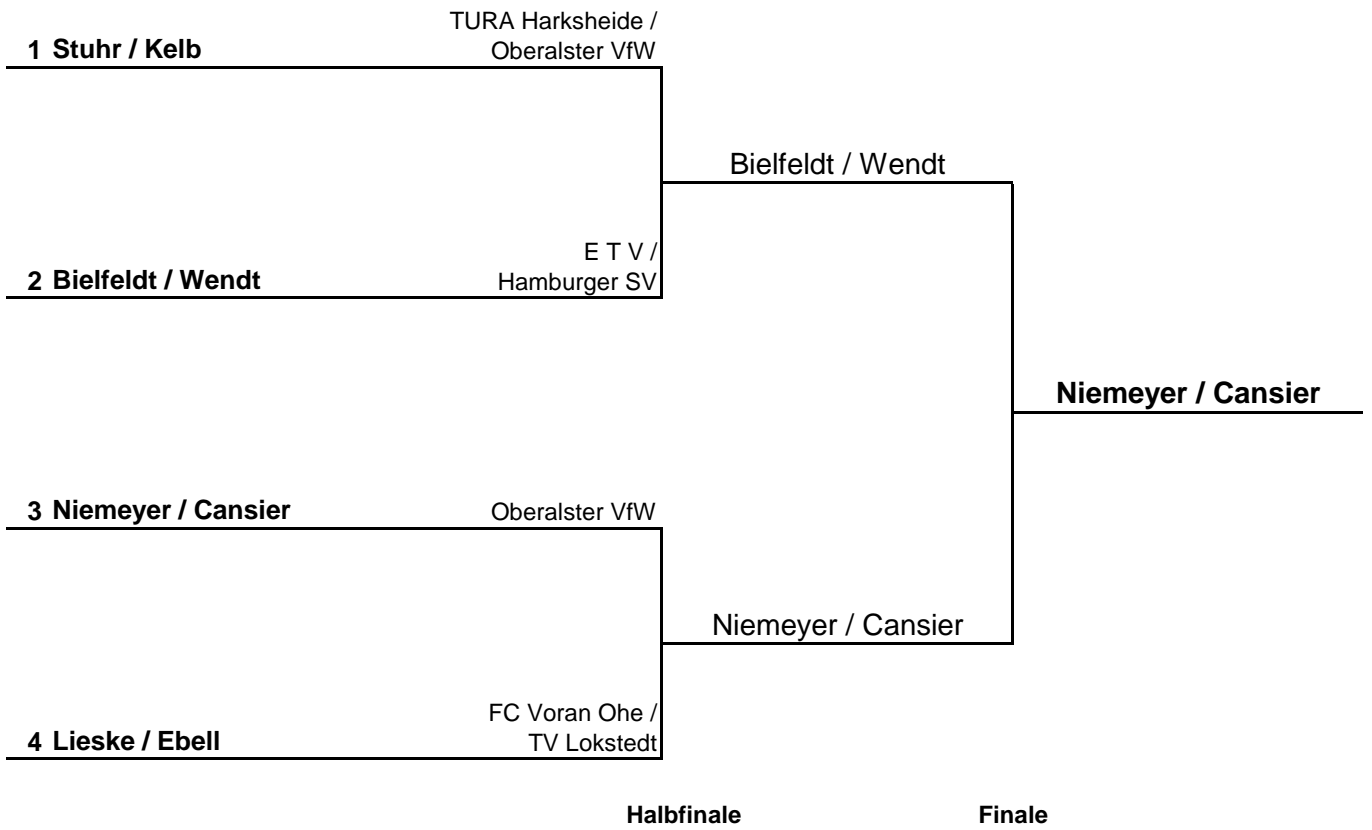 TURA Harksheide /
1 Stuhr / Kelb Oberalster VfW
Bielfeldt / Wendt
E T V /
2 Bielfeldt / Wendt Hamburger SV
Niemeyer / Cansier
3 Niemeyer / Cansier Oberalster VfW
Niemeyer / Cansier
FC Voran Ohe /
4 Lieske / Ebell TV Lokstedt
Halbfinale Finale